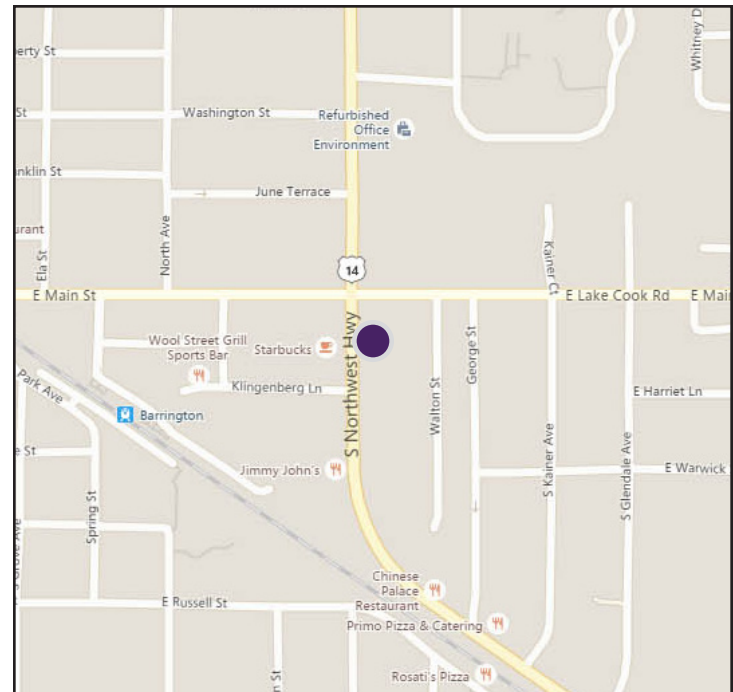 erty St
Whitney D
St
Washington St
Refurbished
Office
Environment
nklin St
June Terrace
urant
Ela St
North Ave
Kainer Ct
14
E Main St
E Lake Cook Rd
E Mai
Wool Street Grill
Sports Bar
Starbucks
S Northwest Hwy
George St
Walton St
Park Ave
Klingenberg Ln
E Harriet Ln
Barrington
e St
Jimmy John's
S Kainer Ave
S Glendale Ave
E Warwick
Spring St
s Grove Ave
Chinese
Palace
Restaurant
E Russell St
Primo Pizza & Catering
n St
Rosati's Pizza